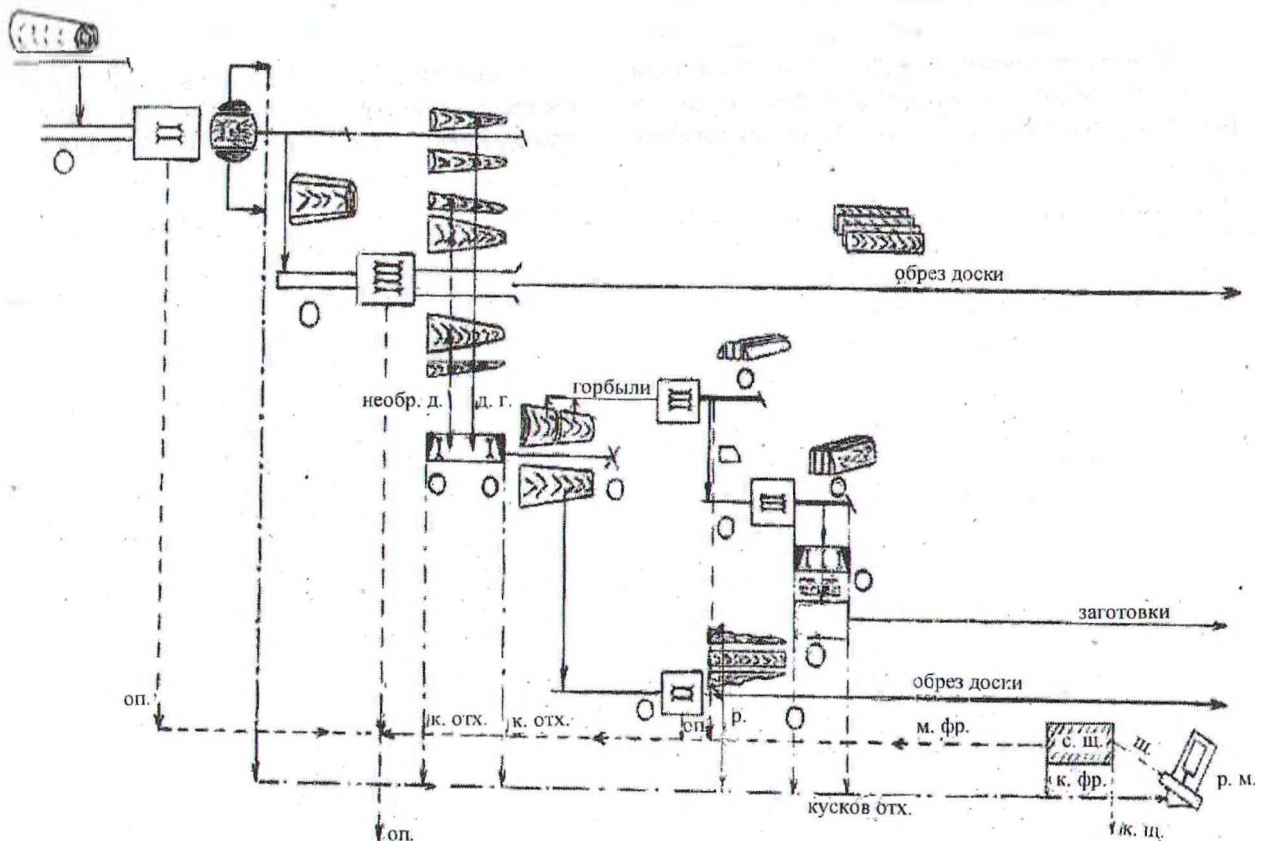 обрез доски
горбыли
необр. д.
д. г.
заготовки
обрез доски
оп.
к. отх.
к. отх.
оп.
р.
м. фр.
с. щ.
щ.
к. фр.
р. м.
кусков отх.
оп.
к. щ.